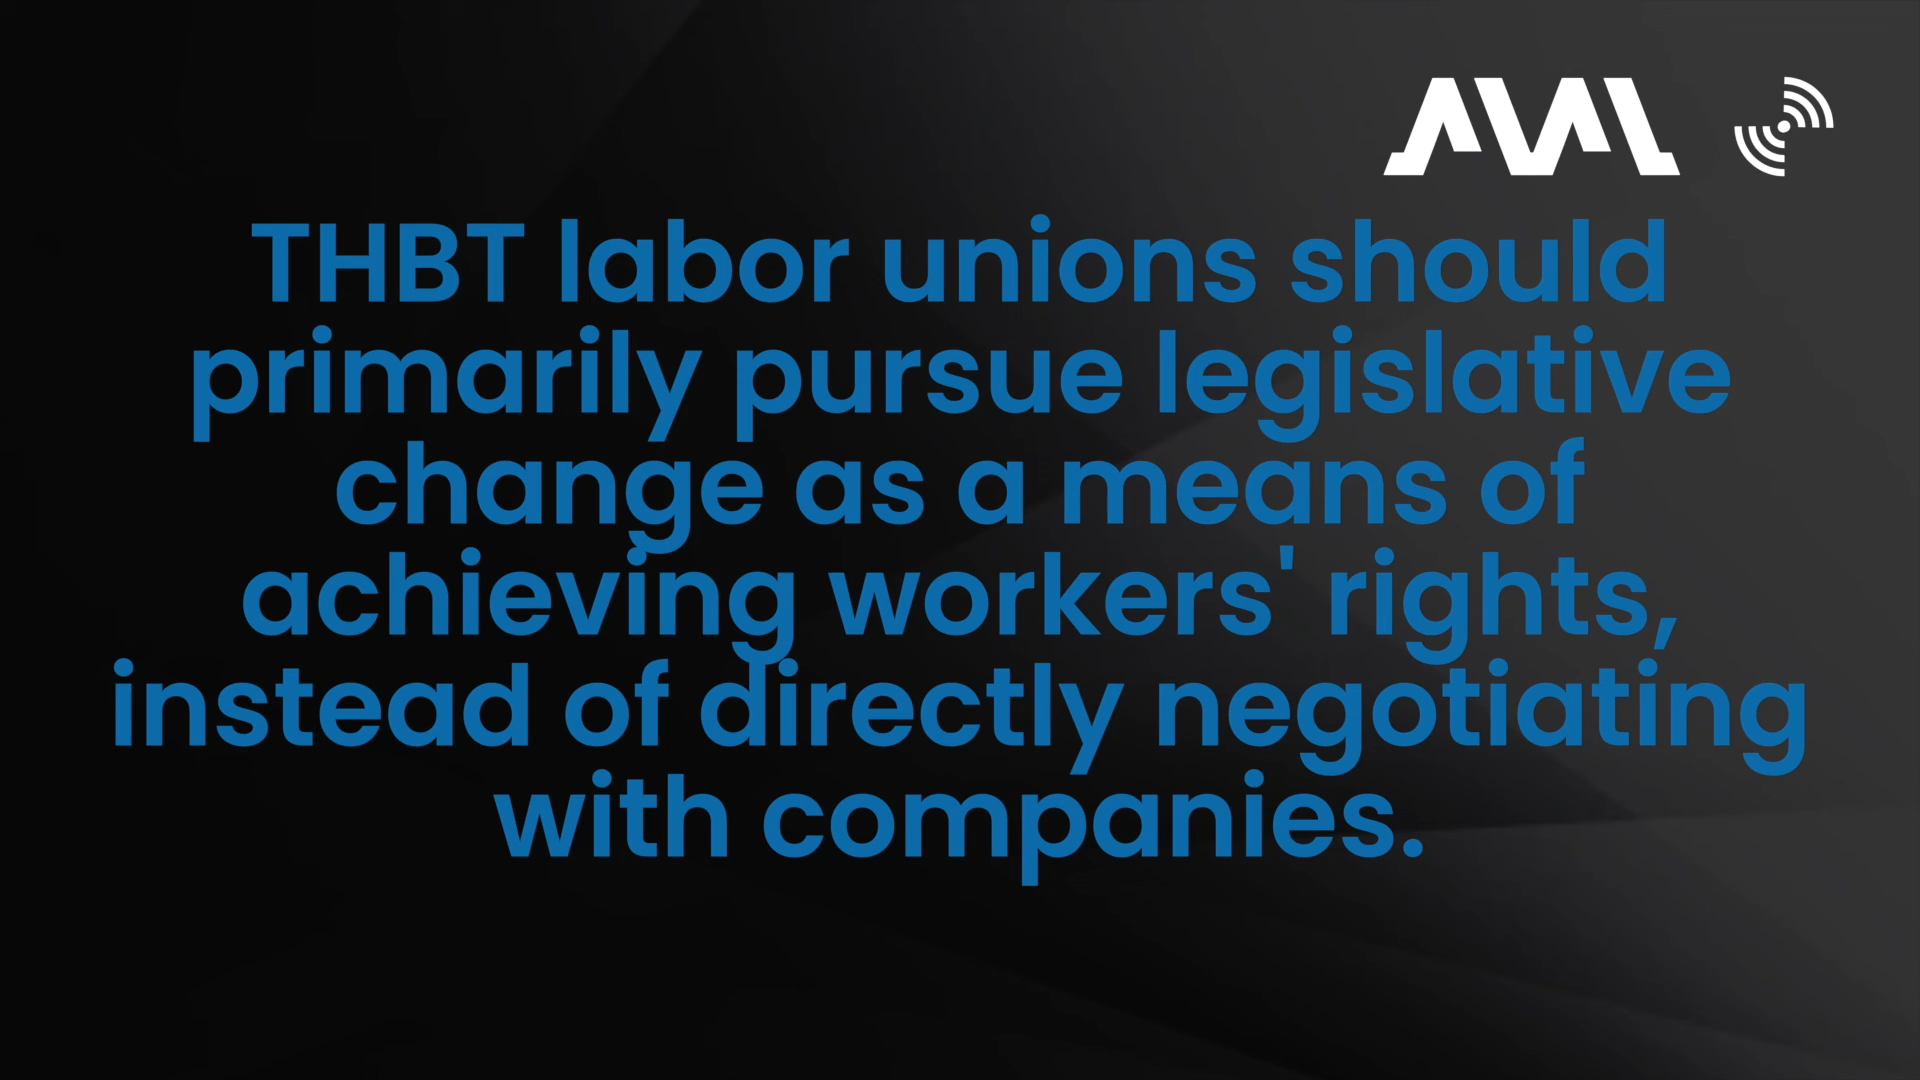 THBT labor unions should
primarily pursue legislative
change as a means of
achieving workers' rights,
instead of directly negotiating
with companies.